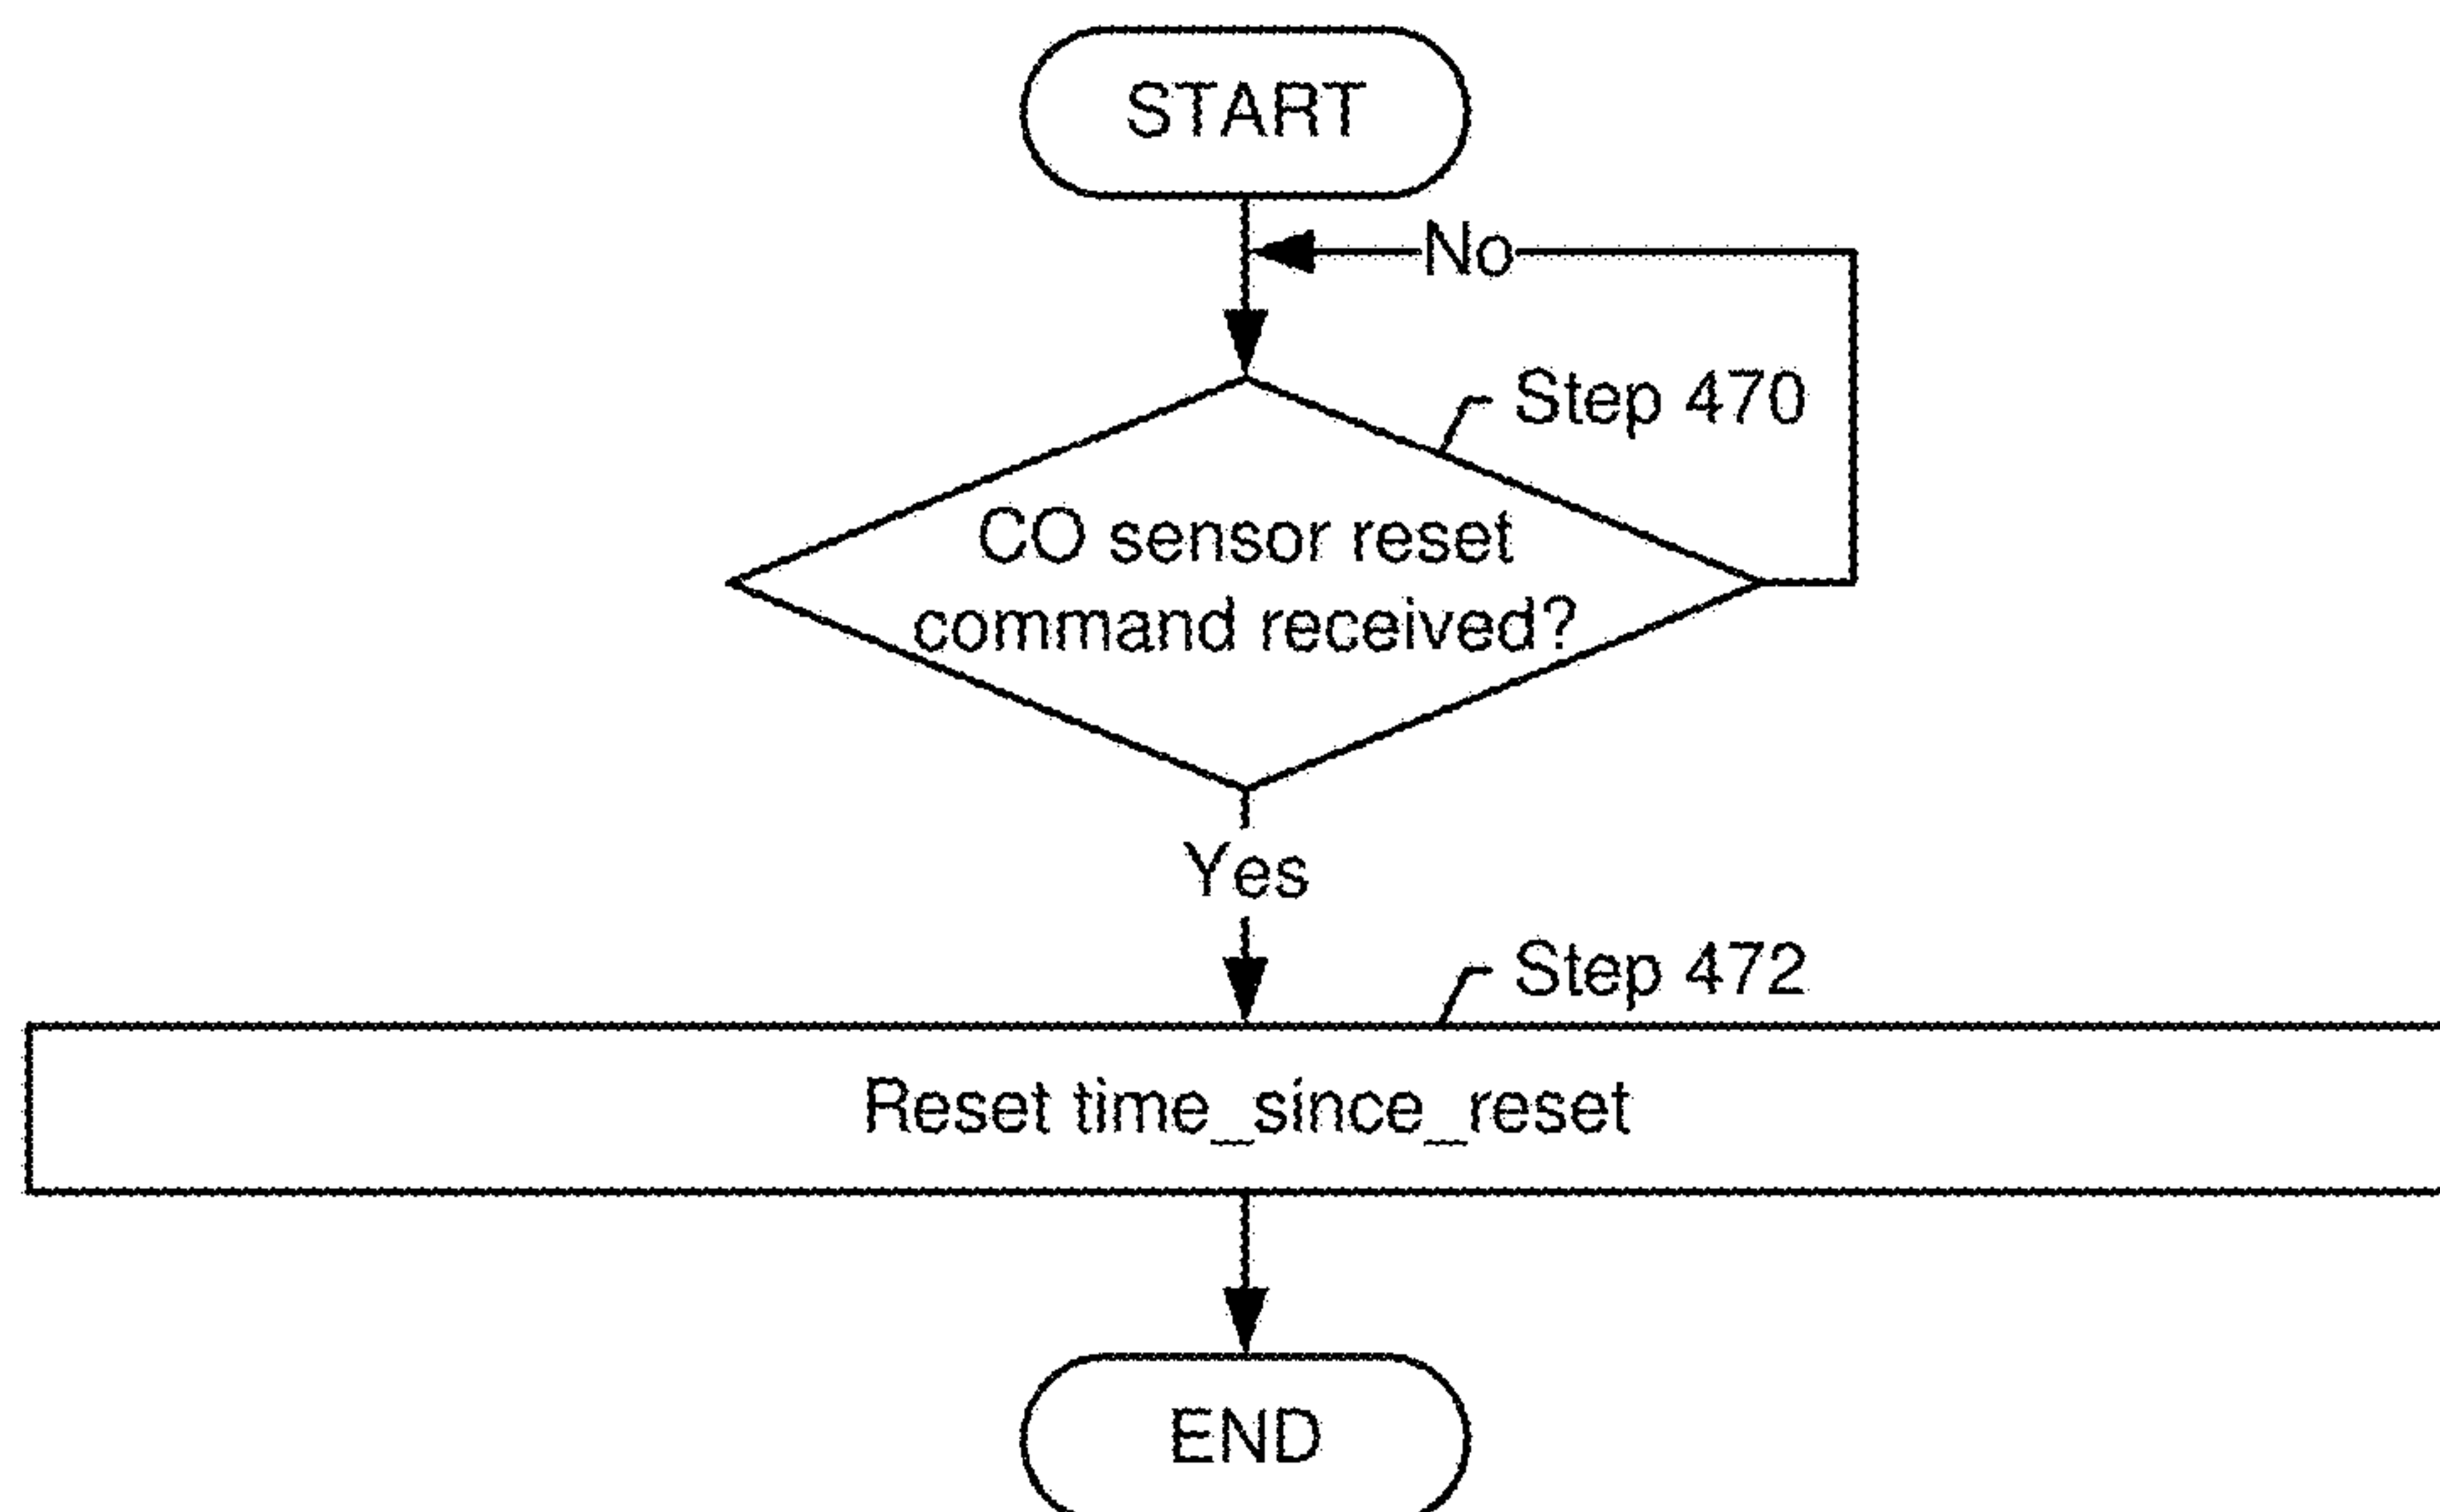 START
No
Step 470
CO sensor reset
command received?
Yes
Step 472
Reset time_since_reset
END